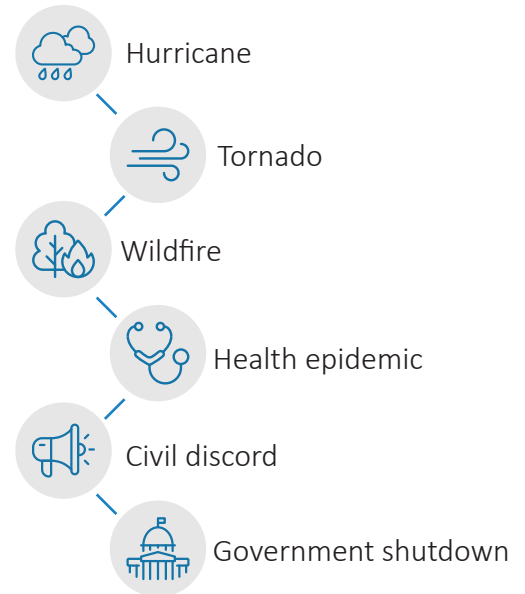 Hurricane
Tornado
Wildfire
Health epidemic
Civil discord
Government shutdown